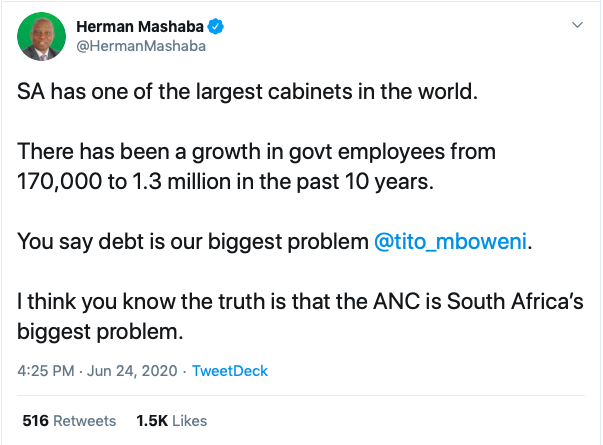 Herman Mashaba
@HermanMashaba
SA has one of the largest cabinets in the world.
There has been a growth in govt employees from
170,000 to 1.3 million in the past 10 years.
You say debt is our biggest problem @tito_mboweni.
I think you know the truth is that the ANC is South Africa's
biggest problem.
4:25 PM · Jun 24, 2020 · TweetDeck
516 Retweets 1.5K Likes